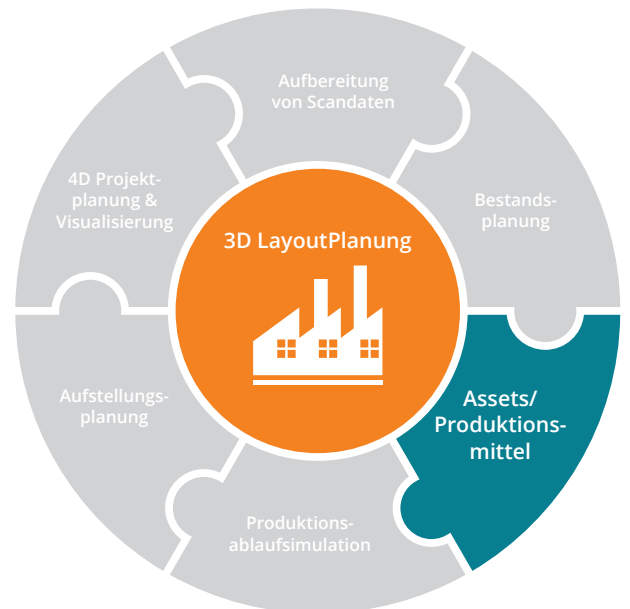 Aufbereitung
von Scandaten
4D Projekt-
planung &
Visualisierung
Bestands-
planung
3D LayoutPlanung
Aufstellungs-
planung
Assets/
Produktions-
mittel
Produktions-
ablaufsimulation